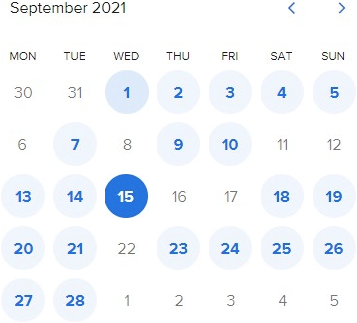 September 2021
MON TUE WED THU FRI SAT SUN
30 31 1 2 3 4 5
6 7 8 9 10 11 12
13 14 15 16 17 18 19
20 21 22 23 24 25 26
27 28 1 2 3 4 5